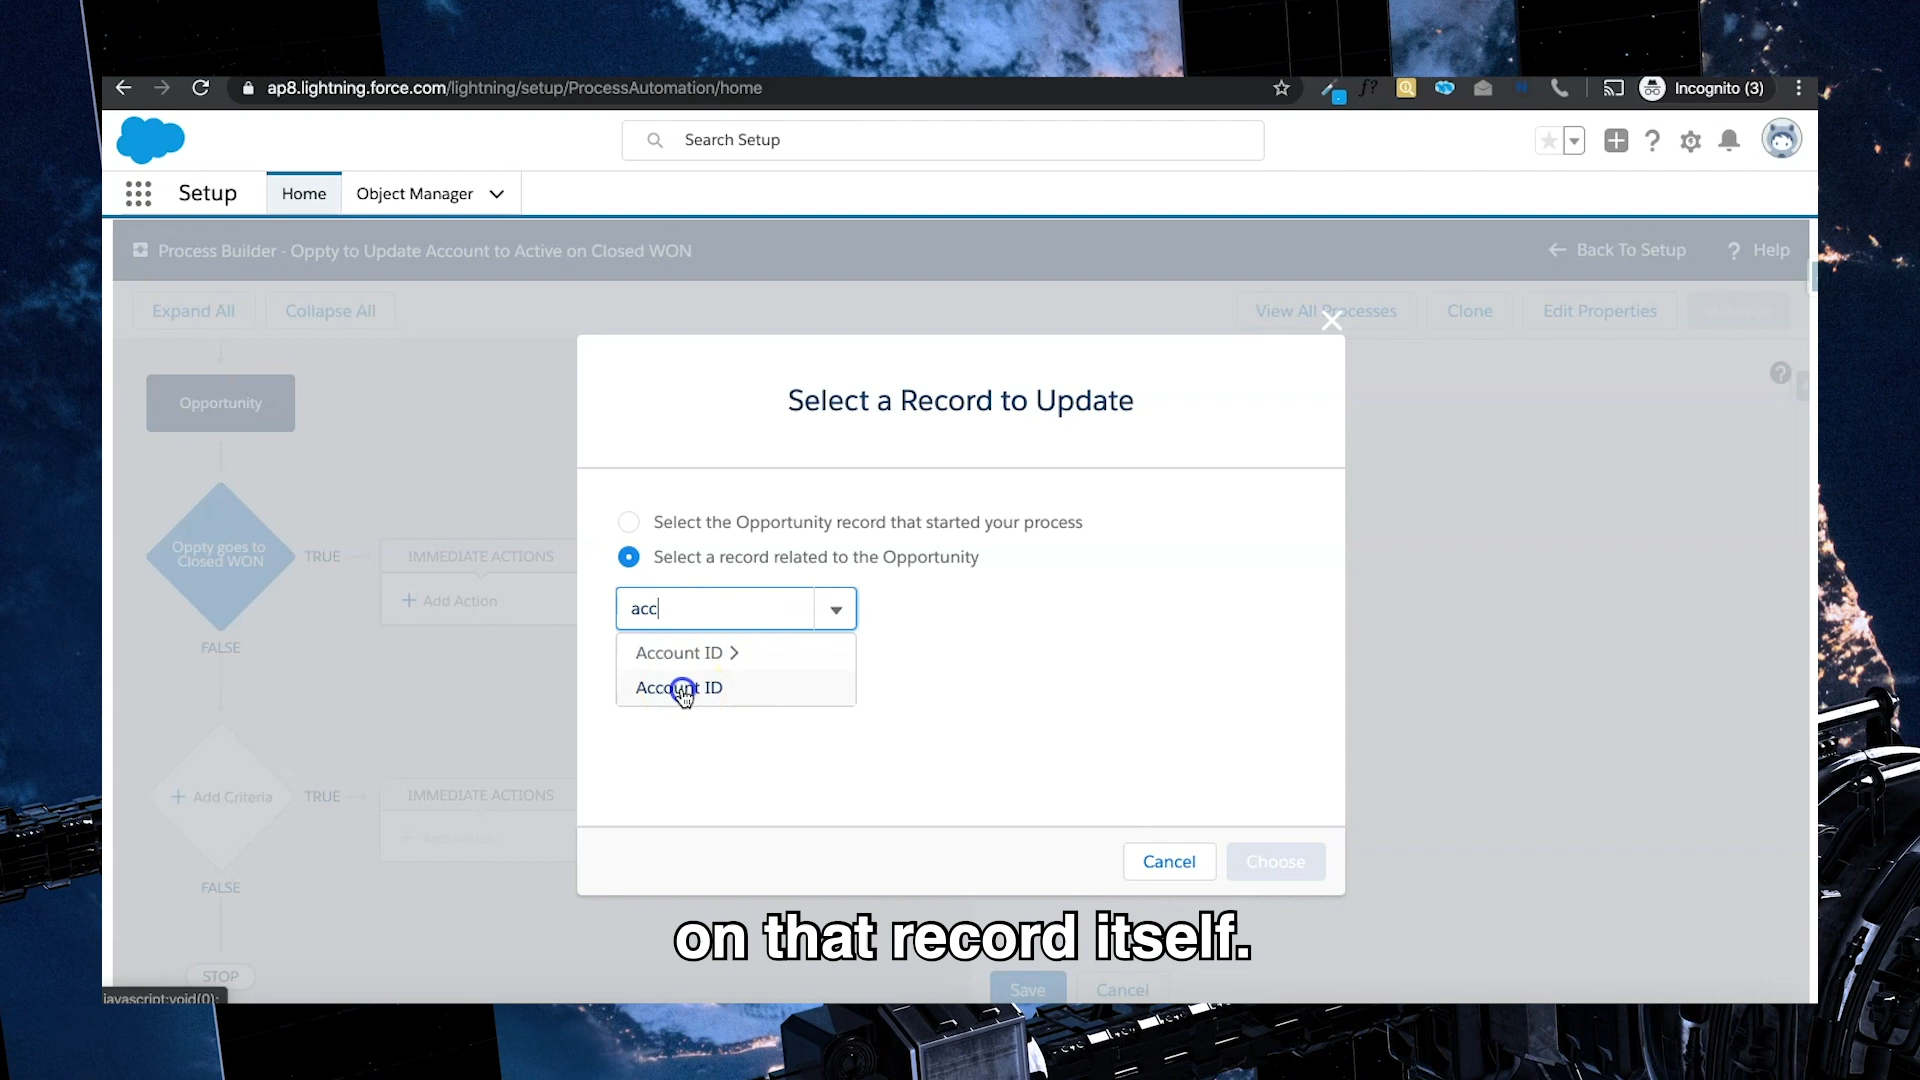 ap8.lightning.force.com/lightning/setup/ProcessAutomation/home
Incognito (3)
Search Setup
Setup
Home
Object Manager
Process Builder - Oppty to Update Account to Active on Closed WON
Back To Setup
? Help
Expand All
Collapse All
View All Processes
Clone
Edit Properties
Select a Record to Update
Opportunity
Select the Opportunity record that started your process
Select a record related to the Opportunity
Oppty goes to
Closed WON
TRUE
IMMEDIATE ACTIONS
+ Add Action
FALSE
acc
Account ID >
Account ID
+ Add Criteria
TRUE
IMMEDIATE ACTIONS
+ Add Action
FALSE
Cancel
Choose
on that record itself.
STOP
Save
Cancel
javascript:void(0);